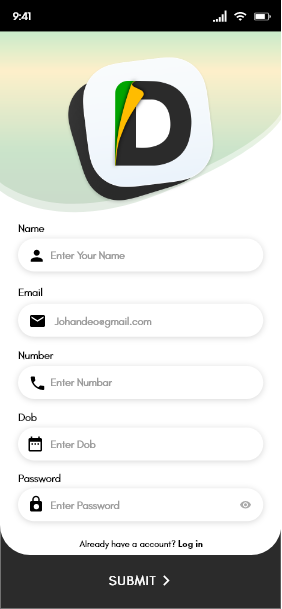 9:41
D
Name
Enter Your Name
Email
Johandeo@gmail.com
Number
Enter Numbar
Dob
Enter Dob
Password
Enter Password
Already have a account? Log in
SUBMIT